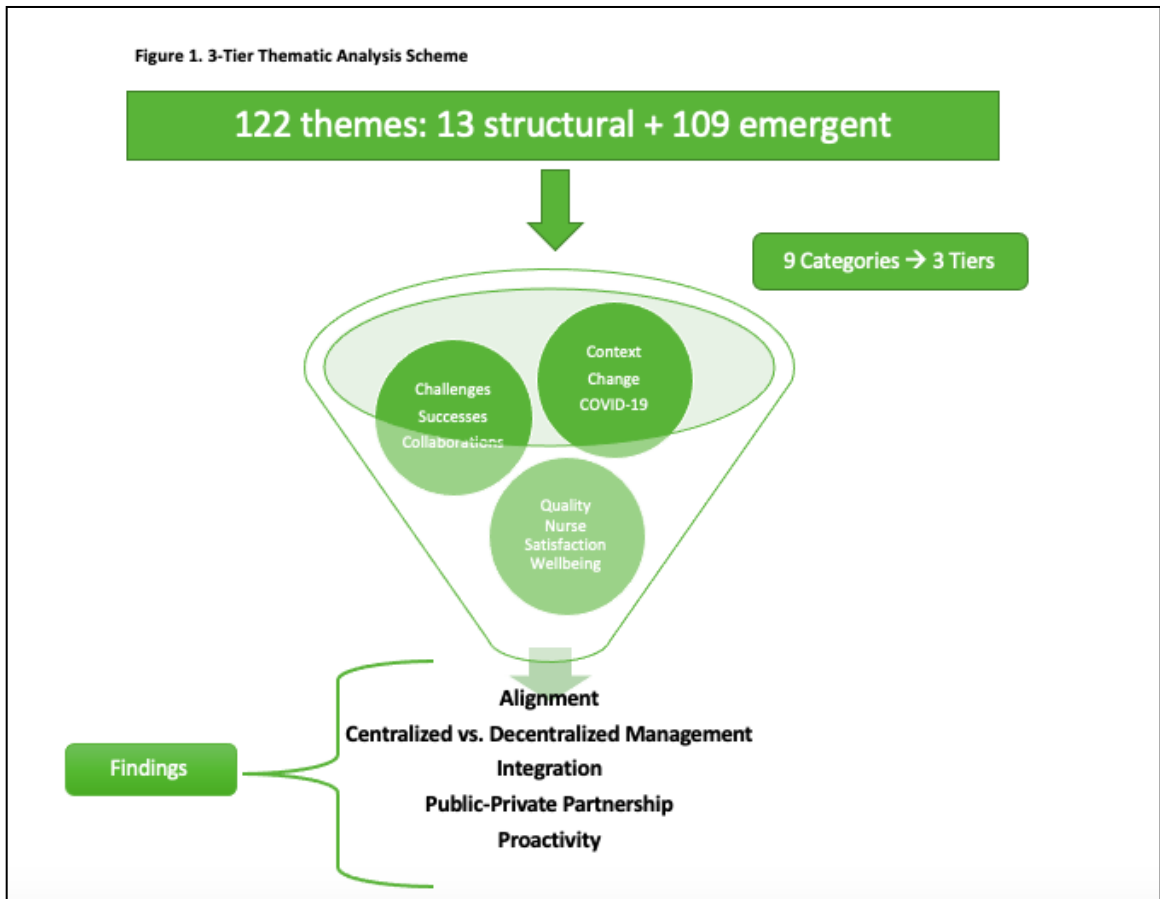 Figure 1. 3-Tier Thematic Analysis Scheme
122 themes: 13 structural + 109 emergent
9 Categories → 3 Tiers
Context
Change
COVID-19
Challenges
Successes
Collaborations
Quality
Nurse
Satisfaction
Wellbeing
Alignment
Centralized vs. Decentralized Management
Integration
Public-Private Partnership
Proactivity
Findings